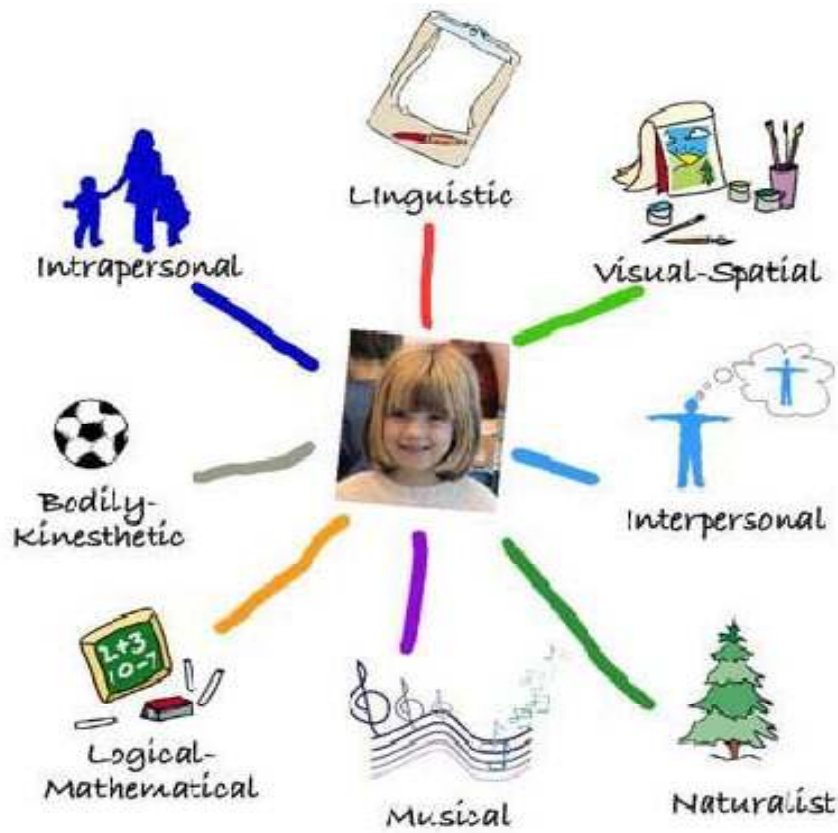 LInguistic
Intrapersonal
Visual-Spatial
Bodily-
Kinesthetic
Interpersonal
2+3
10-7
Logical-
Mathematical
Musical
Naturalist